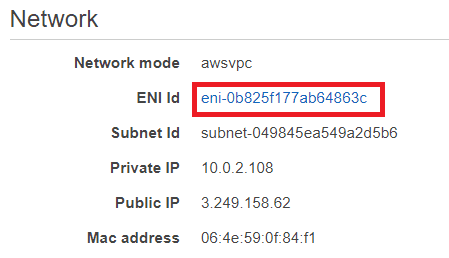 Network
Network mode awsvpc
ENI Id eni-0b825f177ab64863c
Subnet Id subnet-049845ea549a2d5b6
Private IP 10.0.2.108
Public IP 3.249.158.62
Mac address 06:4e:59:0f:84:f1